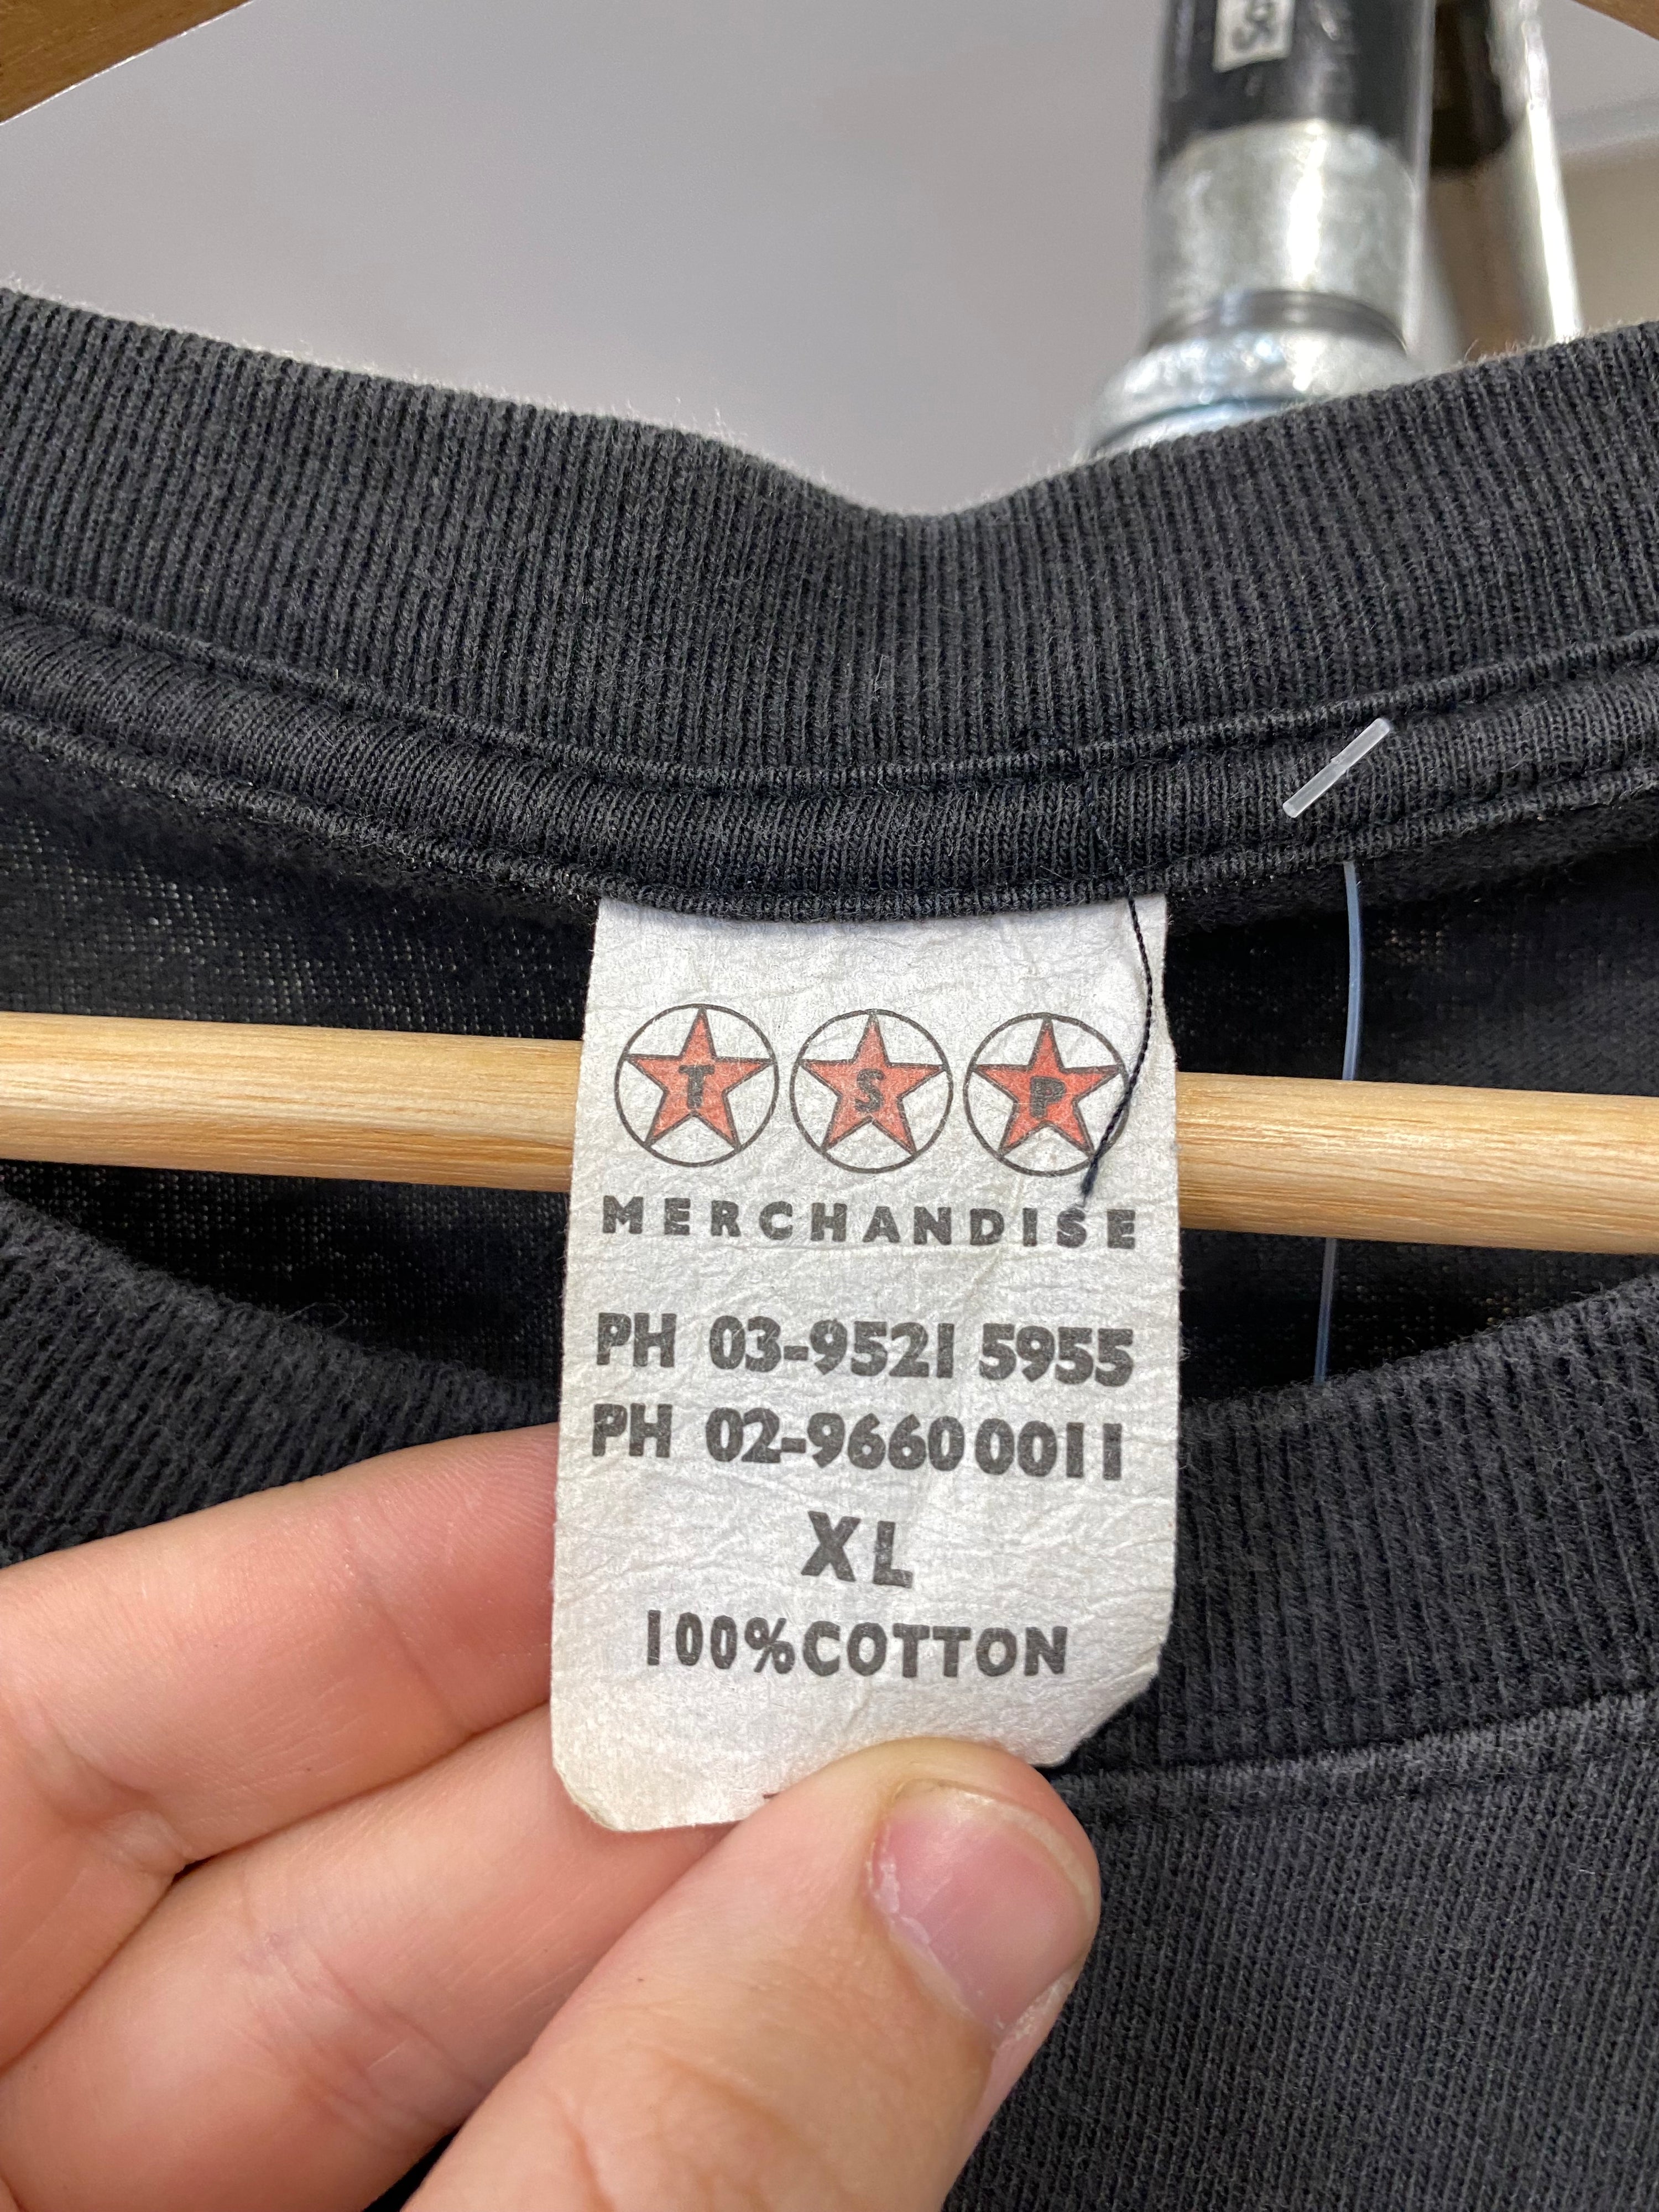 T S P
MERCHANDISE
PH 03-9521 5955
PH 02-9660 0011
XL
100%COTTON